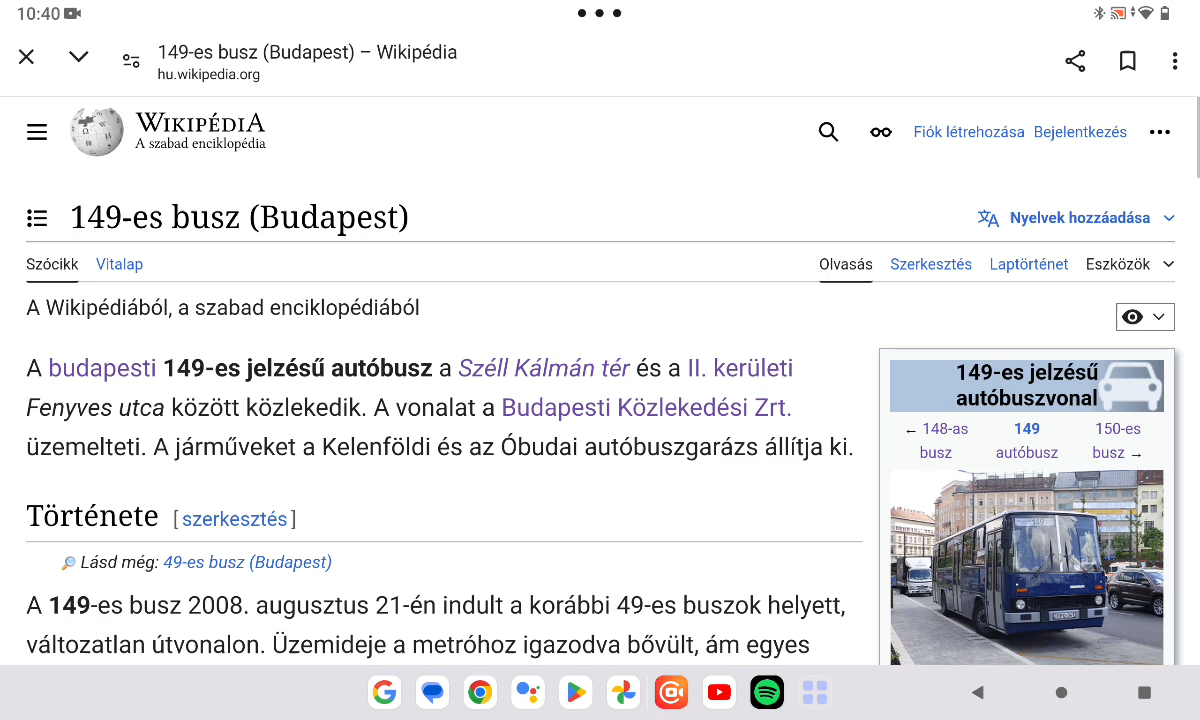 10:40
149-es busz (Budapest) – Wikipédia
hu.wikipedia.org
WIKIPÉDIA
A szabad enciklopédia
Fiók létrehozása Bejelentkezés
149-es busz (Budapest)
Nyelvek hozzáadása
Szócikk Vitalap
Olvasás Szerkesztés Laptörténet Eszközök
A Wikipédiából, a szabad enciklopédiából
A budapesti 149-es jelzésű autóbusz a Széll Kálmán tér és a II. kerületi
Fenyves utca között közlekedik. A vonalat a Budapesti Közlekedési Zrt.
üzemelteti. A járműveket a Kelenföldi és az Óbudai autóbuszgarázs állítja ki.
Története [ szerkesztés ]
Lásd még: 49-es busz (Budapest)
A 149-es busz 2008. augusztus 21-én indult a korábbi 49-es buszok helyett,
változatlan útvonalon. Üzemideje a metróhoz igazodva bővült, ám egyes
149-es jelzésű
autóbuszvonal
← 148-as
busz
149
autóbusz
150-es
busz →
149